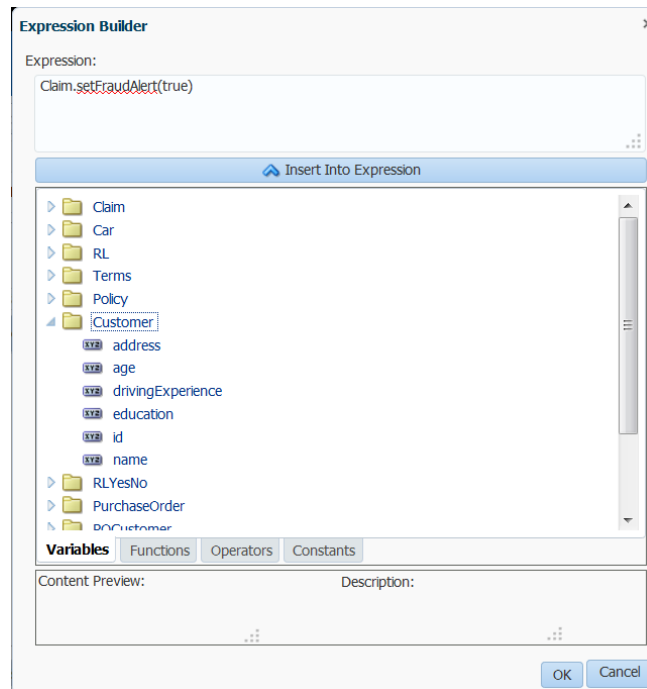 Expression Builder
Expression:
Claim.setFraudAlert(true)
Insert Into Expression
Claim
Car
RL
Terms
Policy
Customer
address
age
drivingExperience
education
id
name
RLYesNo
PurchaseOrder
POCustomer
Variables Functions Operators Constants
Content Preview: Description:
OK Cancel